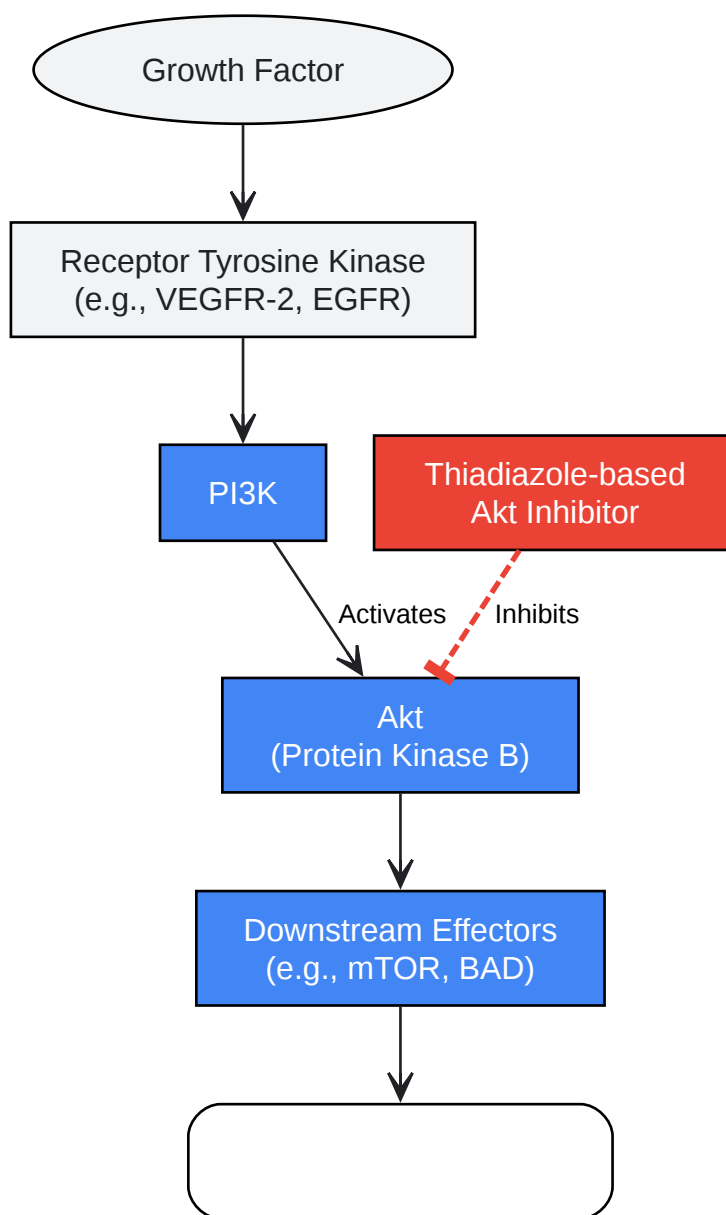 Growth Factor
Receptor Tyrosine Kinase
(e.g., VEGFR-2, EGFR)
PI3K
Thiadiazole-based
Akt Inhibitor
Activates
Inhibits
Akt
(Protein Kinase B)
Downstream Effectors
(e.g., mTOR, BAD)